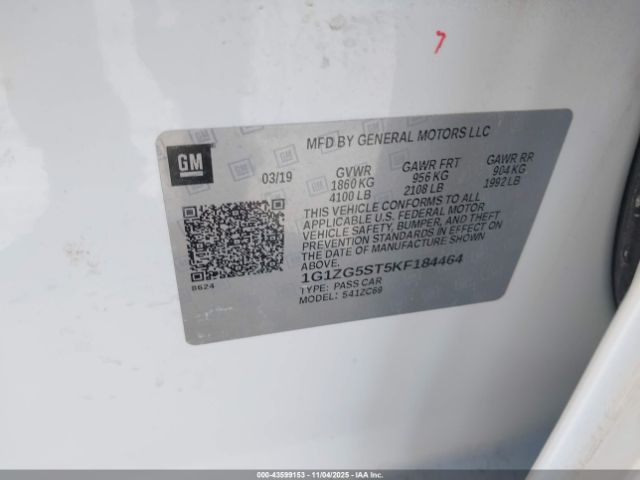 7
MFD BY GENERAL MOTORS LLC
GM
03/19 GVWR GAWR FRT GAWR RR
1860 KG 956 KG 904 KG
4100 LB 2108 LB 1992 LB
THIS VEHICLE CONFORMS TO ALL
APPLICABLE U.S. FEDERAL MOTOR
VEHICLE SAFETY, BUMPER, AND THEFT
PREVENTION STANDARDS IN EFFECT ON
THE DATE OF MANUFACTURE SHOWN
ABOVE.
1G1ZG5ST5KF184464
8624
TYPE: PASS CAR
MODEL: 541ZC69
000-43599153 - 11/04/2025 - IAAI.COM